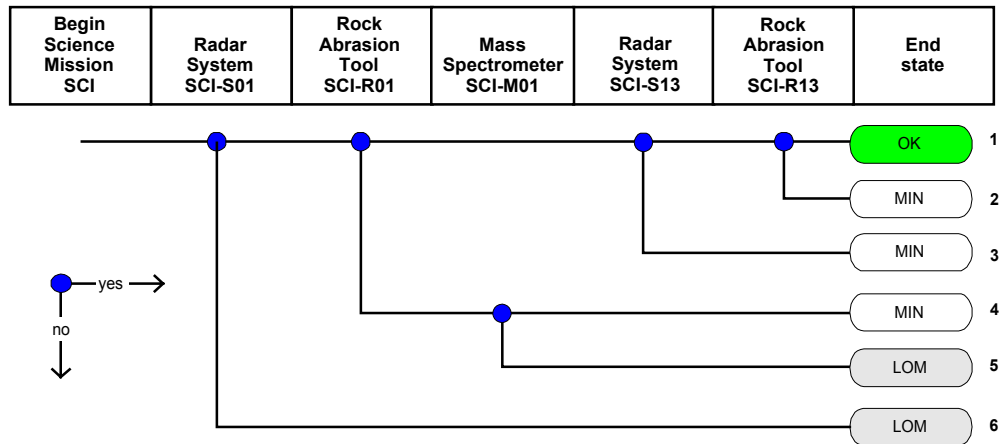 Begin
Science
Mission
SCI
Radar
System
SCI-S01
Rock
Abrasion
Tool
SCI-R01
Mass
Spectrometer
SCI-M01
Radar
System
SCI-S13
Rock
Abrasion
Tool
SCI-R13
End
state
OK 1
MIN 2
MIN 3
yes
no
MIN 4
LOM 5
LOM 6